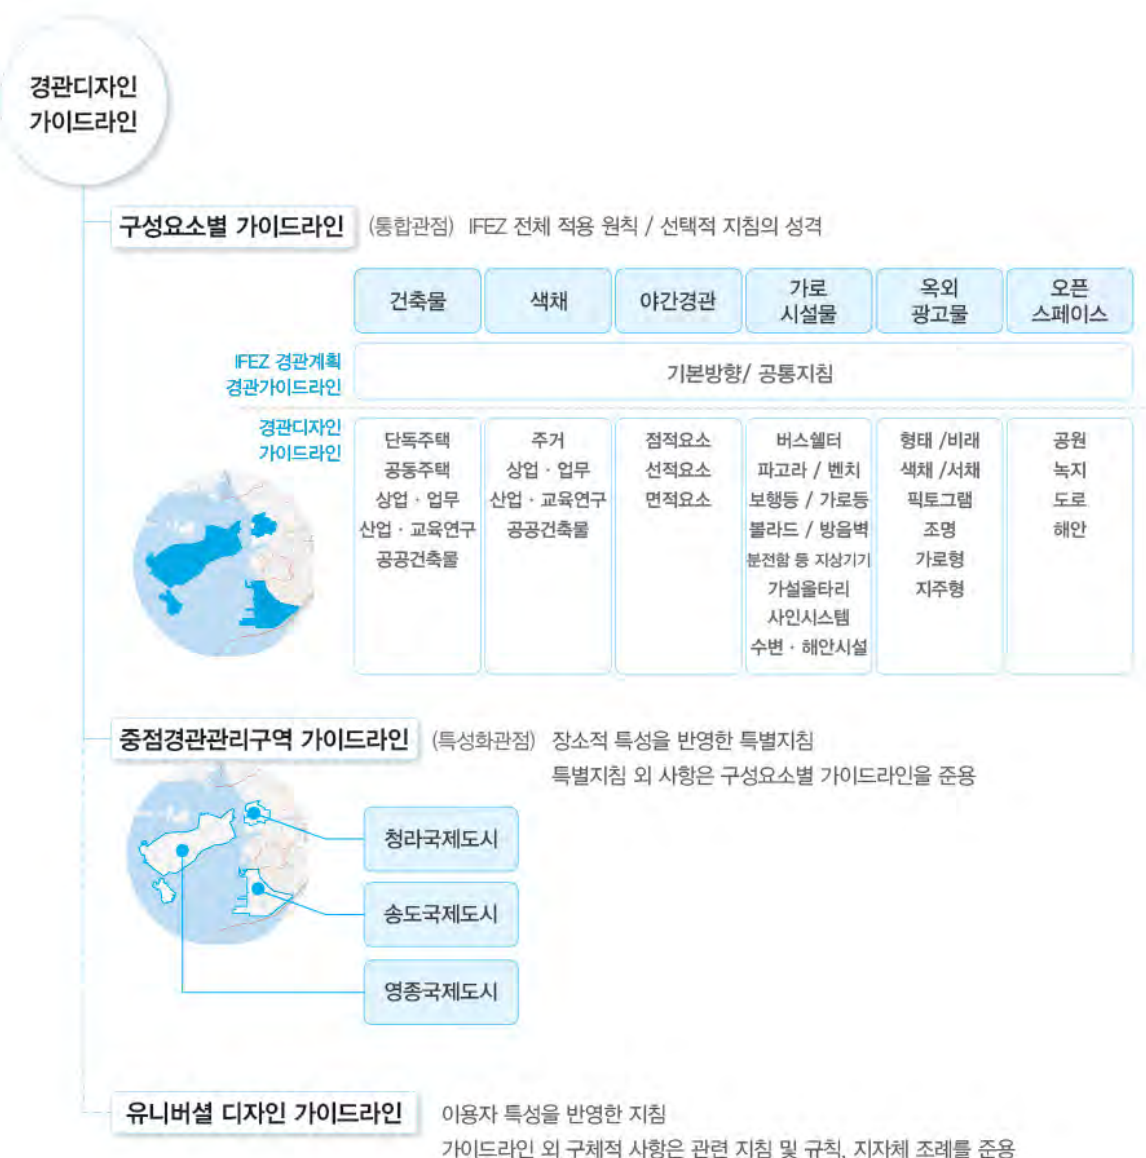 경관디자인
가이드라인
구성요소별 가이드라인 (통합관점) IFEZ 전체 적용 원칙 / 선택적 지침의 성격
건축물 색채 야간경관 가로 시설물 옥외 광고물 오픈 스페이스
IFEZ 경관계획
경관가이드라인
기본방향/ 공통지침
경관디자인
가이드라인
단독주택
공동주택
상업 · 업무
산업 · 교육연구
공공건축물
주거
상업 · 업무
산업 · 교육연구
공공건축물
점적요소
선적요소
면적요소
버스쉘터
파고라 / 벤치
보행등 / 가로등
볼라드 / 방음벽
분전함 등 지상기기
가설울타리
사인시스템
수변 · 해안시설
형태 /비래
색채 /서채
픽토그램
조명
가로형
지주형
공원
녹지
도로
해안
중점경관관리구역 가이드라인 (특성화관점) 장소적 특성을 반영한 특별지침
특별지침 외 사항은 구성요소별 가이드라인을 준용
청라국제도시
송도국제도시
영종국제도시
유니버셜 디자인 가이드라인 이용자 특성을 반영한 지침
가이드라인 외 구체적 사항은 관련 지침 및 규칙, 지자체 조례를 준용